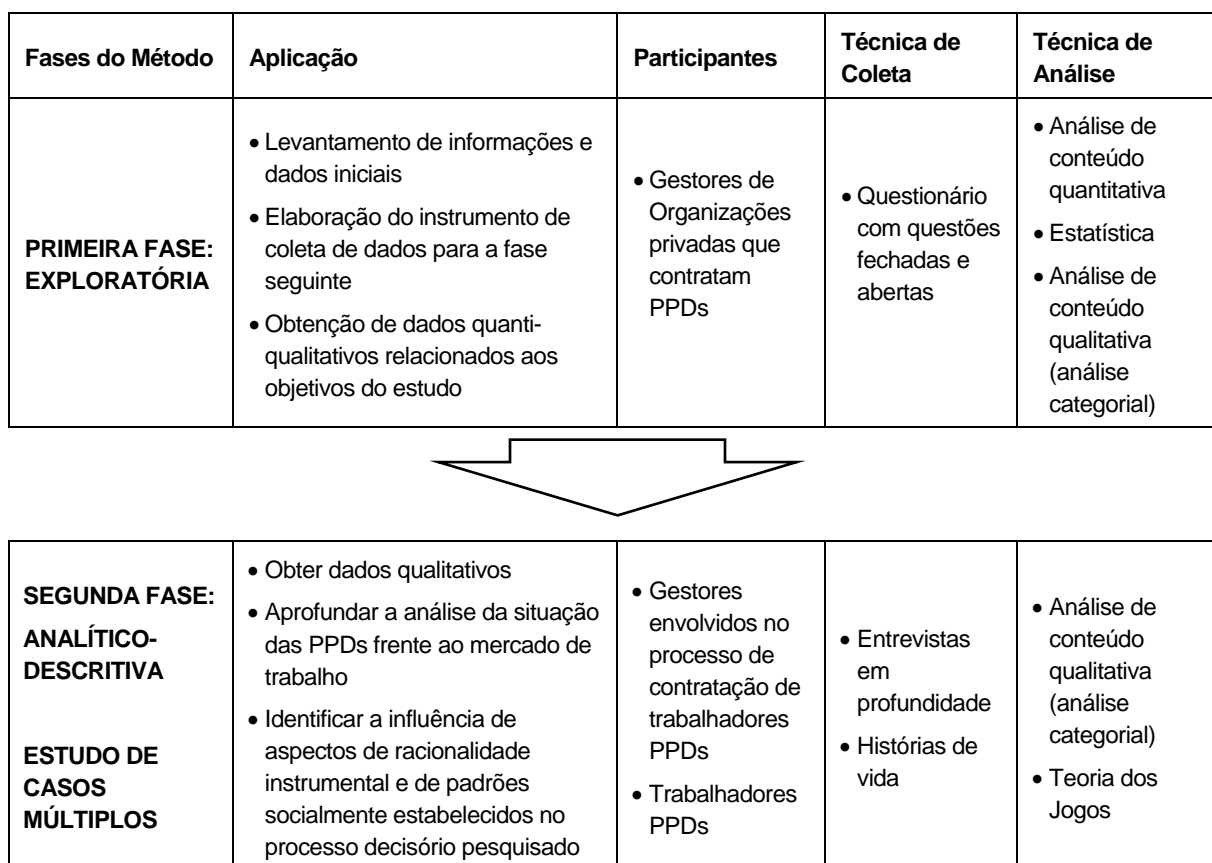 Fases do Método
Aplicação
Participantes
Técnica de
Coleta
Técnica de
Análise
PRIMEIRA FASE:
EXPLORATÓRIA
• Levantamento de informações e
dados iniciais
• Elaboração do instrumento de
coleta de dados para a fase
seguinte
• Obtenção de dados quanti-
qualitativos relacionados aos
objetivos do estudo
• Gestores de
Organizações
privadas que
contratam
PPDs
• Questionário
com questões
fechadas e
abertas
• Análise de
conteúdo
quantitativa
• Estatística
• Análise de
conteúdo
qualitativa
(análise
categorial)
SEGUNDA FASE:
ANALÍTICO-
DESCRITIVA
ESTUDO DE
CASOS
MÚLTIPLOS
• Obter dados qualitativos
• Aprofundar a análise da situação
das PPDs frente ao mercado de
trabalho
• Identificar a influência de
aspectos de racionalidade
instrumental e de padrões
socialmente estabelecidos no
processo decisório pesquisado
• Gestores
envolvidos no
processo de
contratação de
trabalhadores
PPDs
• Trabalhadores
PPDs
• Entrevistas
em
profundidade
• Histórias de
vida
• Análise de
conteúdo
qualitativa
(análise
categorial)
• Teoria dos
Jogos